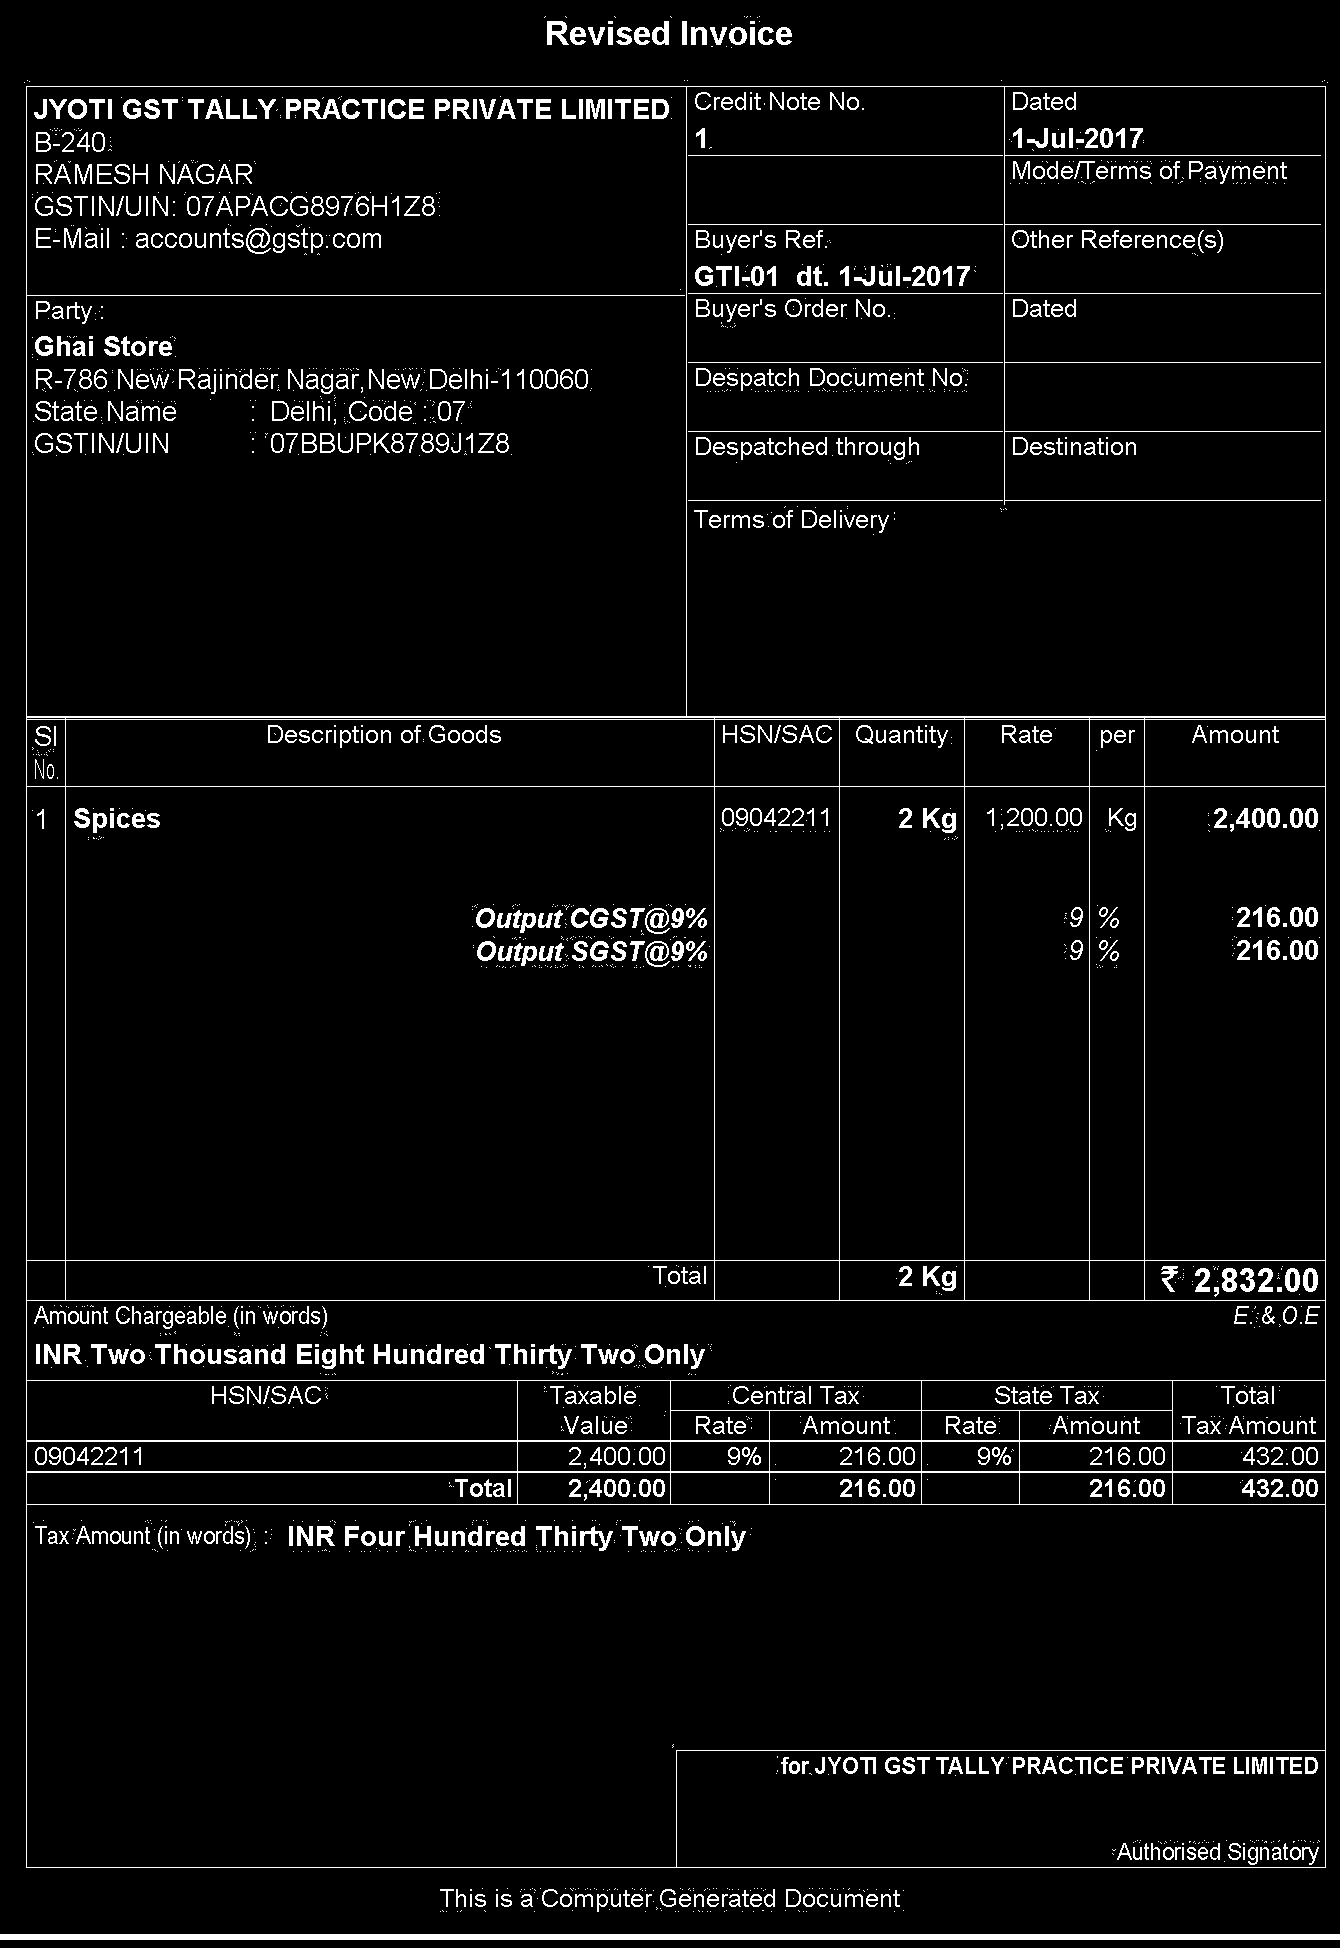 Revised Invoice
JYOTI GST TALLY PRACTICE PRIVATE LIMITED
B-240
RAMESH NAGAR
GSTIN/UIN: 07APACG8976H1Z8
E-Mail : accounts@gstp.com
Credit Note No.
1
Dated
1-Jul-2017
Mode/Terms of Payment
Buyer's Ref.
GTI-01 dt. 1-Jul-2017
Other Reference(s)
Party :
Ghai Store
R-786 New Rajinder Nagar,New Delhi-110060
State Name : Delhi, Code : 07
GSTIN/UIN : 07BBUPK8789J1Z8
Buyer's Order No.
Dated
Despatch Document No.
Despatched through
Destination
Terms of Delivery
Sl No. Description of Goods HSN/SAC Quantity Rate per Amount
1 Spices 09042211 2 Kg 1,200.00 Kg 2,400.00
Output CGST@9% 9 % 216.00
Output SGST@9% 9 % 216.00
Total 2 Kg ₹ 2,832.00
Amount Chargeable (in words) E. & O.E
INR Two Thousand Eight Hundred Thirty Two Only
HSN/SAC Taxable Value Central Tax State Tax Total Tax Amount
Rate Amount Rate Amount
09042211 2,400.00 9% 216.00 9% 216.00 432.00
Total 2,400.00 216.00 216.00 432.00
Tax Amount (in words) : INR Four Hundred Thirty Two Only
for JYOTI GST TALLY PRACTICE PRIVATE LIMITED
Authorised Signatory
This is a Computer Generated Document